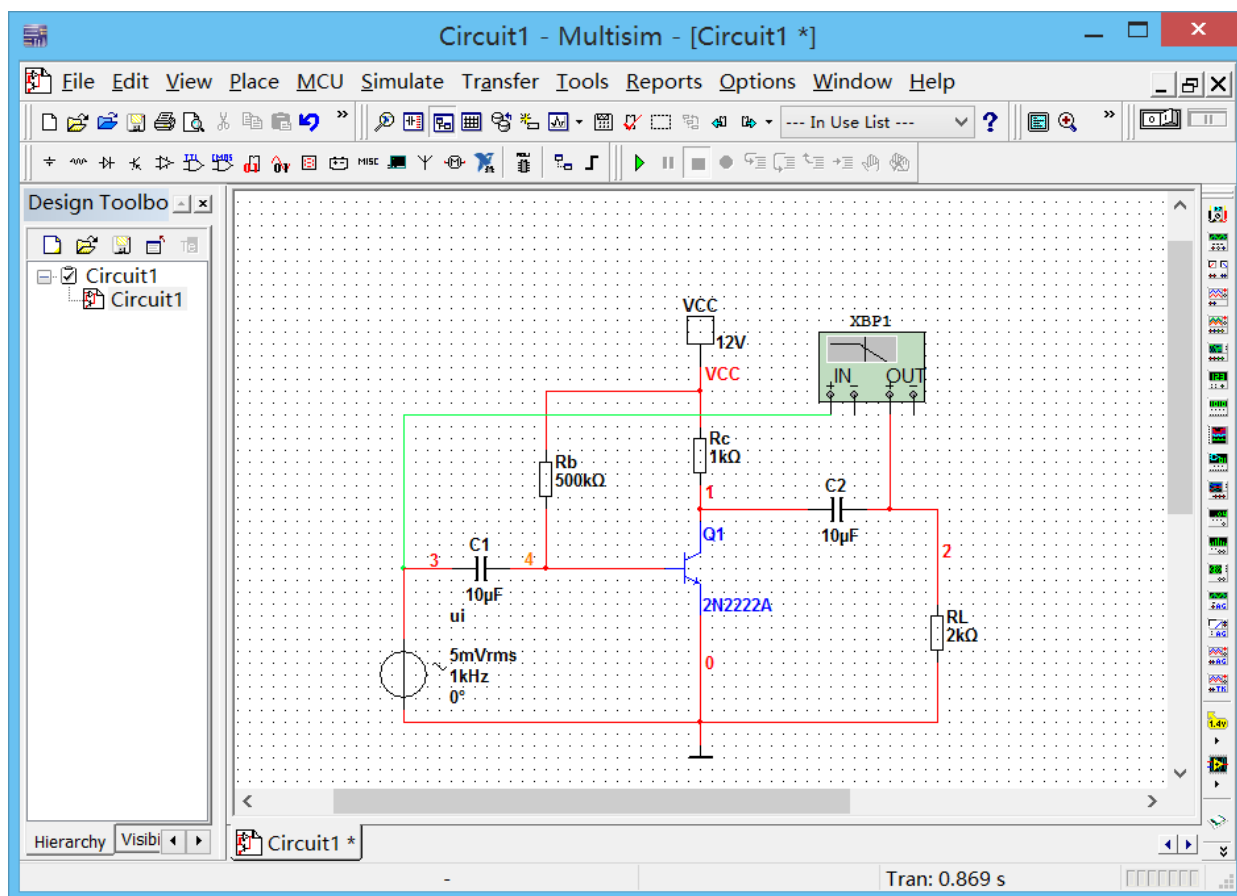 Circuit1 - Multisim - [Circuit1 *]
File Edit View Place MCU Simulate Transfer Tools Reports Options Window Help
--- In Use List ---
MISC
Design Toolbo
Circuit1
Circuit1
VCC
12V
VCC
XBP1
IN OUT
+ - + -
Rb
500kΩ
Rc
1kΩ
1
C2
10µF
Q1
2N2222A
2
3
C1
4
10µF
ui
5mVrms
1kHz
0°
0
RL
2kΩ
Hierarchy Visibi
Circuit1 *
-
Tran: 0.869 s